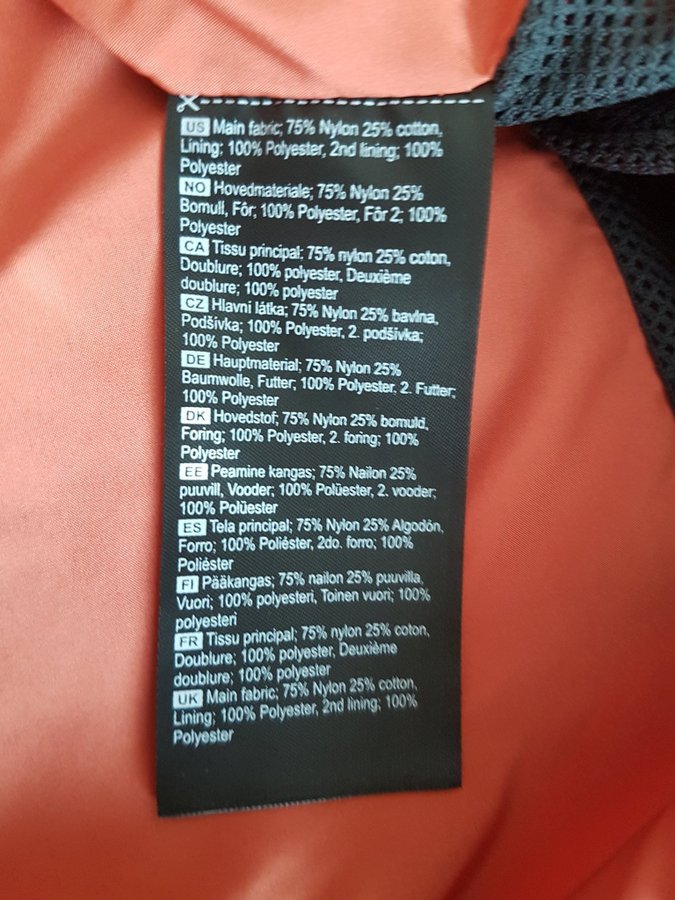 US Main fabric; 75% Nylon 25% cotton,
Lining; 100% Polyester, 2nd lining; 100%
Polyester
NO Hovedmateriale; 75% Nylon 25%
Bomull, Fôr; 100% Polyester, Fôr 2; 100%
Polyester
CA Tissu principal: 75% nylon 25% coton,
Doublure; 100% polyester, Deuxième
doublure; 100% polyester
CZ Hlavní látka; 75% Nylon 25% bavlna,
Podšívka; 100% Polyester, 2. podšívka;
100% Polyester
DE Hauptmaterial; 75% Nylon 25%
Baumwolle, Futter; 100% Polyester, 2. Futter;
100% Polyester
DK Hovedstof; 75% Nylon 25% bomuld,
Foring; 100% Polyester, 2. foring; 100%
Polyester
EE Peamine kangas; 75% Nailon 25%
puuvill, Vooder; 100% Polüester, 2. vooder;
100% Polüester
ES Tela principal; 75% Nylon 25% Algodón,
Forro; 100% Poliéster, 2do. forro; 100%
Poliéster
FI Pääkangas; 75% nailon 25% puuvilla,
Vuori; 100% polyesteri, Toinen vuori; 100%
polyesteri
FR Tissu principal; 75% nylon 25% coton,
Doublure; 100% polyester, Deuxième
doublure; 100% polyester
UK Main fabric; 75% Nylon 25% cotton,
Lining; 100% Polyester, 2nd lining; 100%
Polyester